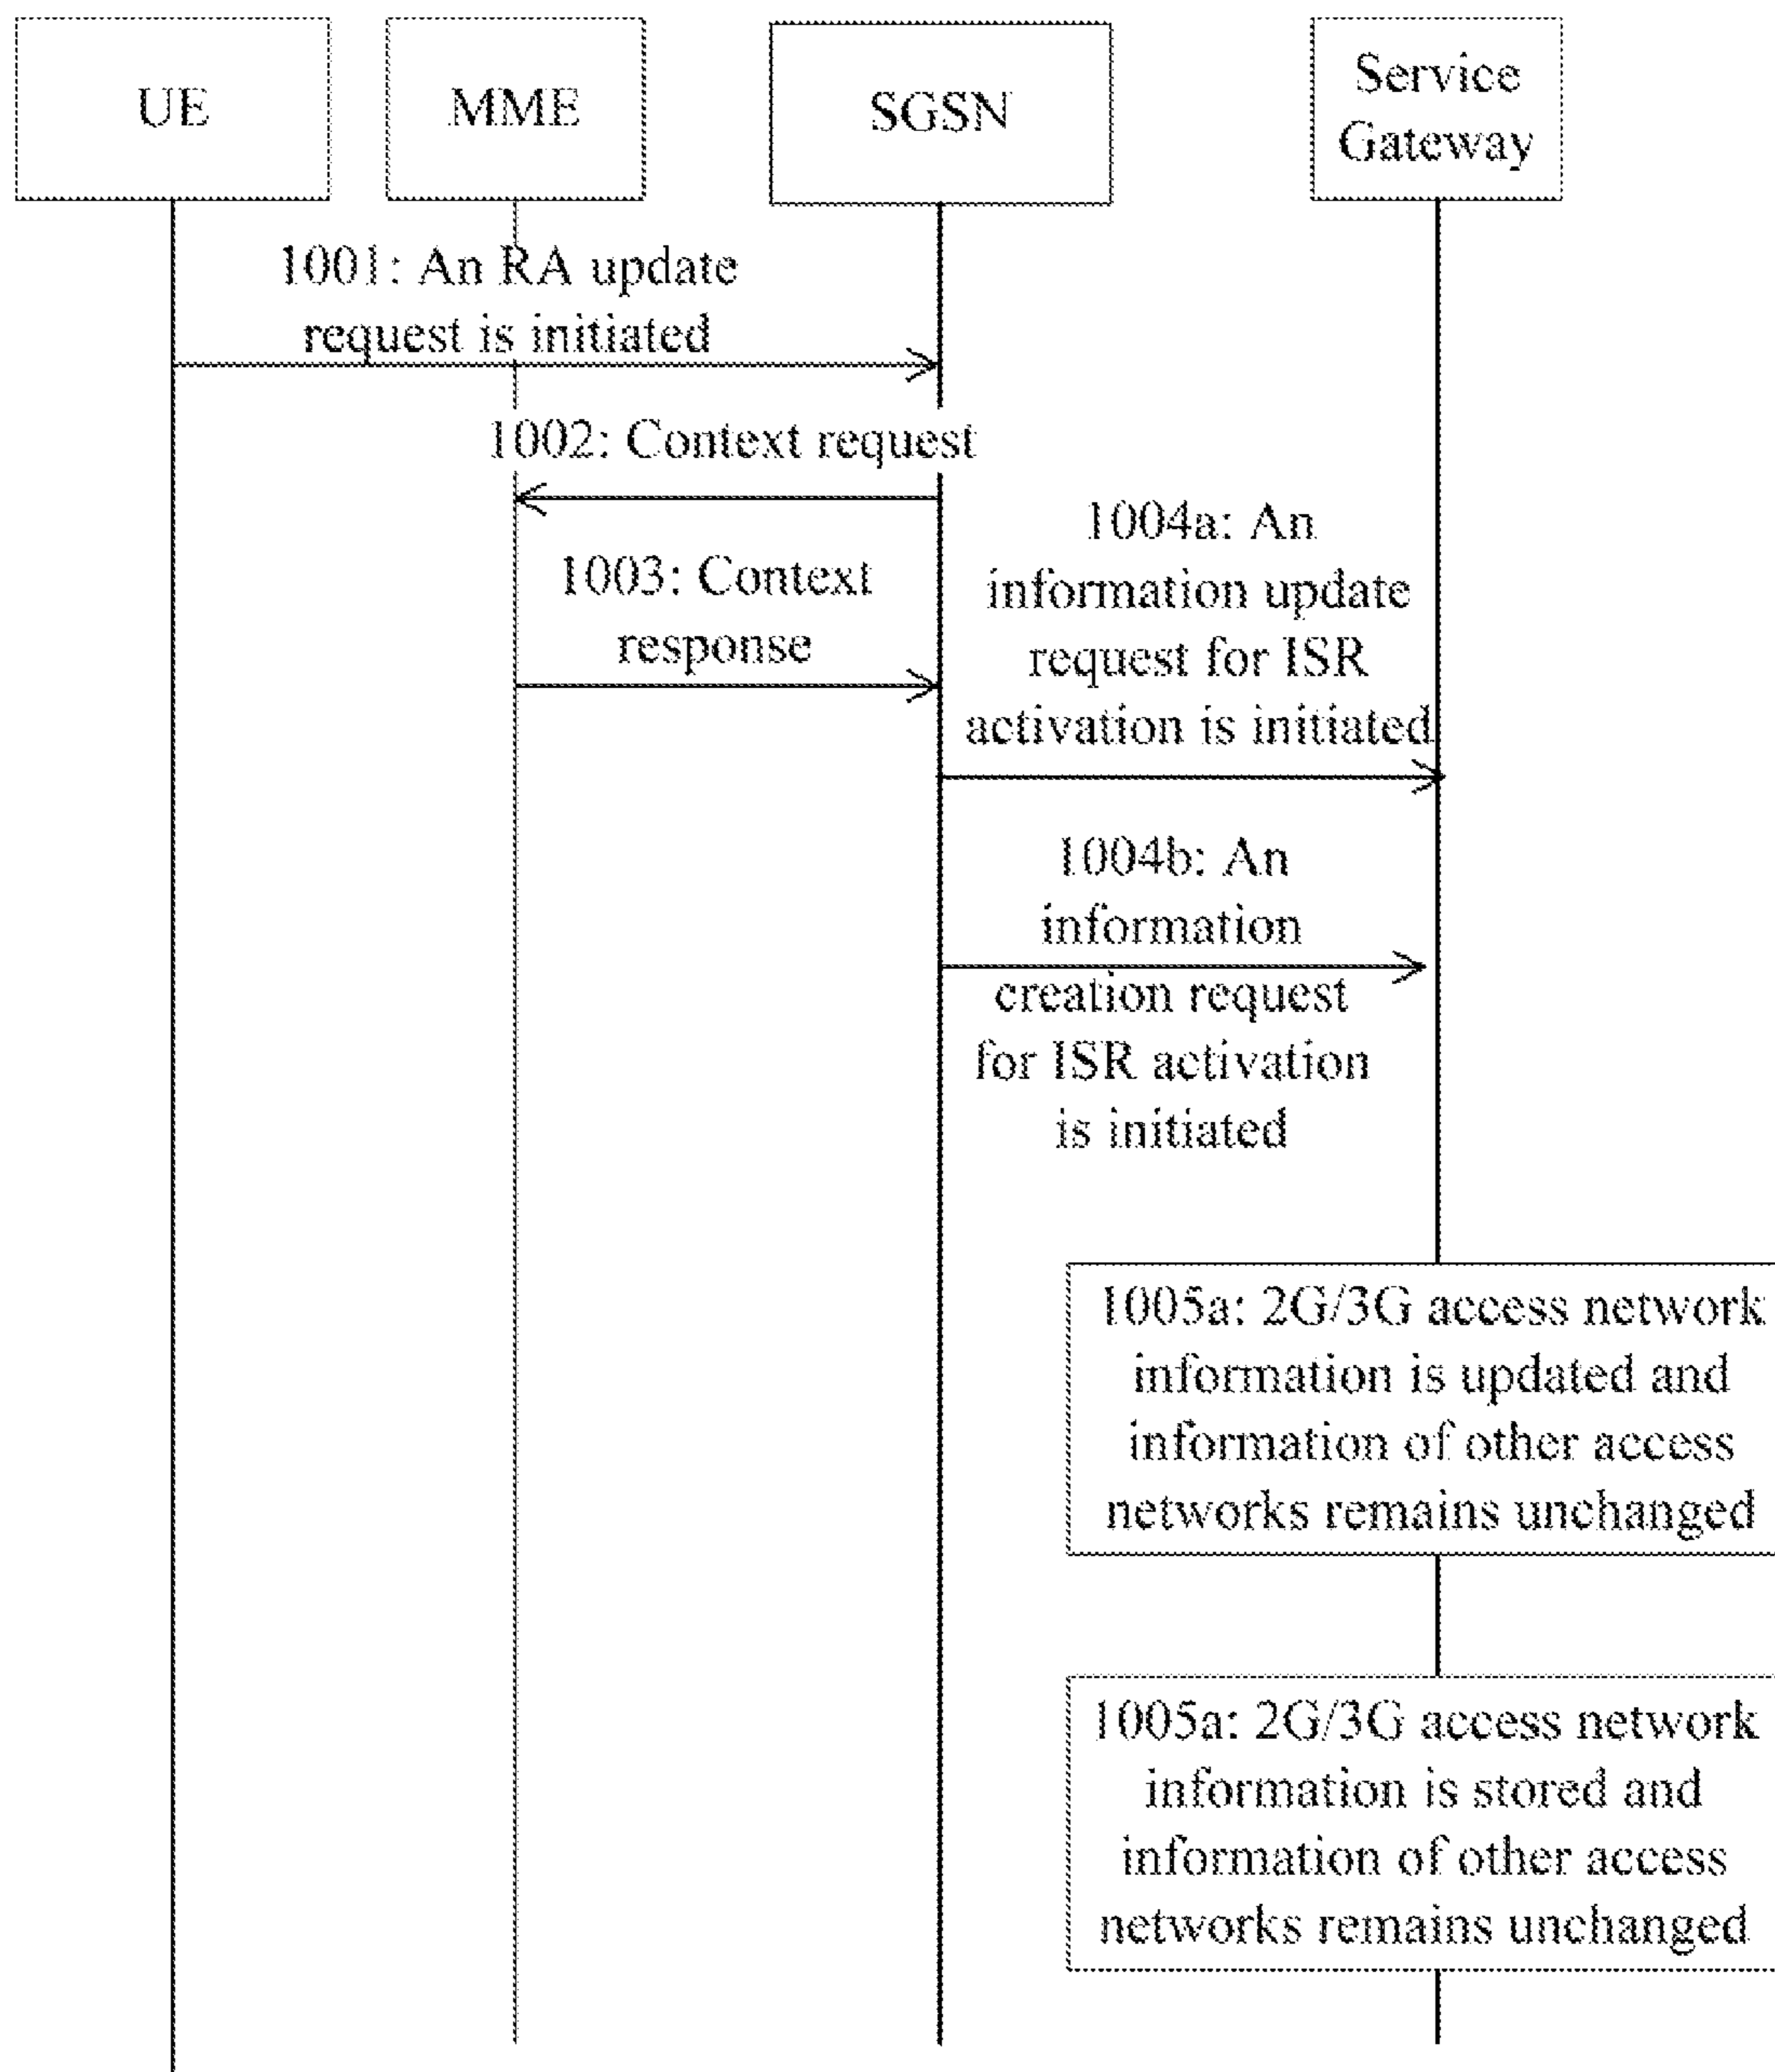 UE
MME
SGSN
Service
Gateway
1001: An RA update
request is initiated
1002: Context request
1003: Context
response
1004a: An
information update
request for ISR
activation is initiated
1004b: An
information
creation request
for ISR activation
is initiated
1005a: 2G/3G access network
information is updated and
information of other access
networks remains unchanged
1005a: 2G/3G access network
information is stored and
information of other access
networks remains unchanged